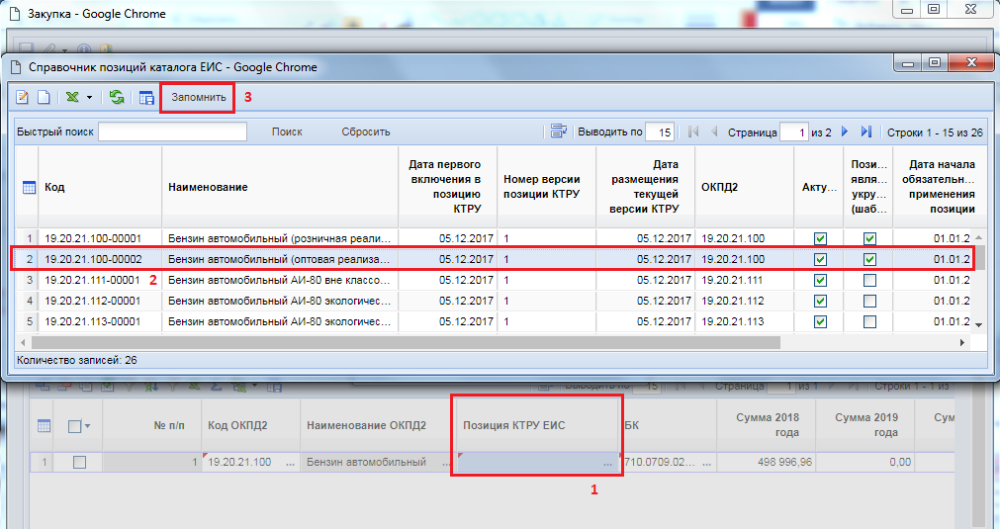 Закупка - Google Chrome
Справочник позиций каталога ЕИС - Google Chrome
Запомнить 3
Быстрый поиск Поиск Сбросить Выводить по 15 Страница 1 из 2 Строки 1 - 15 из 26
Код Наименование Дата первого включения в позицию КТРУ Номер версии позиции КТРУ Дата размещения текущей версии КТРУ ОКПД2 Акту... Пози... явля... укру... (шаб... Дата начала обязательн... применения позиции
1 19.20.21.100-00001 Бензин автомобильный (розничная реали... 05.12.2017 1 05.12.2017 19.20.21.100 01.01.2
2 19.20.21.100-00002 Бензин автомобильный (оптовая реализа... 05.12.2017 1 05.12.2017 19.20.21.100 01.01.2
3 19.20.21.111-00001 2 Бензин автомобильный АИ-80 вне классо... 05.12.2017 1 05.12.2017 19.20.21.111 01.01.2
4 19.20.21.112-00001 Бензин автомобильный АИ-80 экологичес... 05.12.2017 1 05.12.2017 19.20.21.112 01.01.2
5 19.20.21.113-00001 Бензин автомобильный АИ-80 экологичес... 05.12.2017 1 05.12.2017 19.20.21.113 01.01.2
Количество записей: 26
Выводить по 15 Страница 1 из 1 Строки 1 - 1 из
№ п/п Код ОКПД2 Наименование ОКПД2 Позиция КТРУ ЕИС БК Сумма 2018 года Сумма 2019 года Сум
1 1 19.20.21.100 ... Бензин автомобильный ... ... 710.0709.02... ... 498 996,96 0,00
1